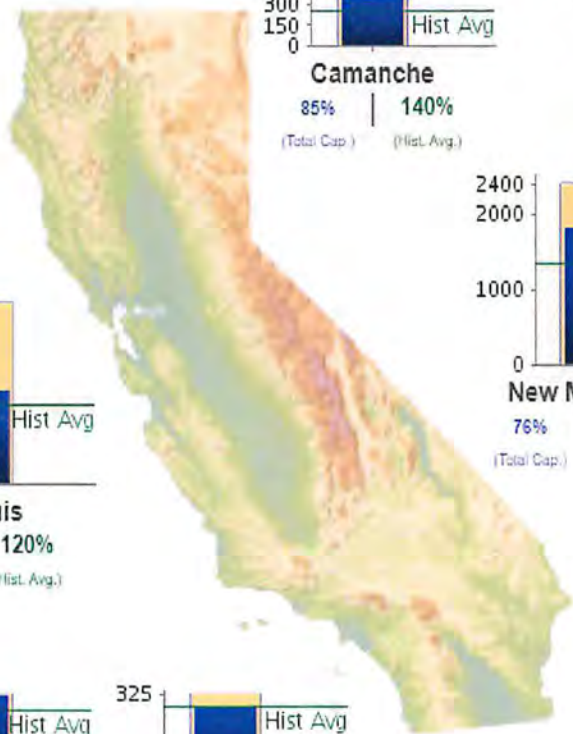 300
150
0
Hist Avg
Camanche
85% | 140%
(Total Cap.) (Hist. Avg.)
2400
2000
1000
0
New M
76%
(Total Cap.)
Hist Avg
is
120%
Hist. Avg.)
Hist Avg
325
Hist Avg